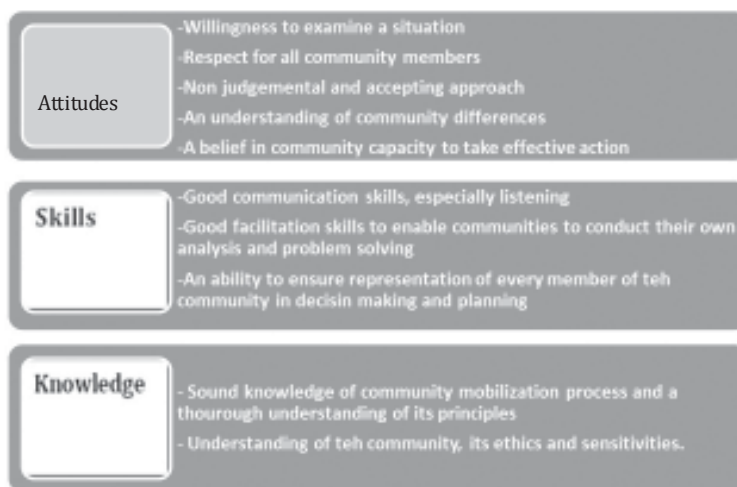 Attitudes
-Willingness to examine a situation
-Respect for all community members
-Non judgemental and accepting approach
-An understanding of community differences
-A belief in community capacity to take effective action
Skills
-Good communication skills, especially listening
-Good facilitation skills to enable communities to conduct their own
analysis and problem solving
-An ability to ensure representation of every member of teh
community in decisin making and planning
Knowledge
- Sound knowledge of community mobilization process and a
thourough understanding of its principles
- Understanding of teh community, its ethics and sensitivities.